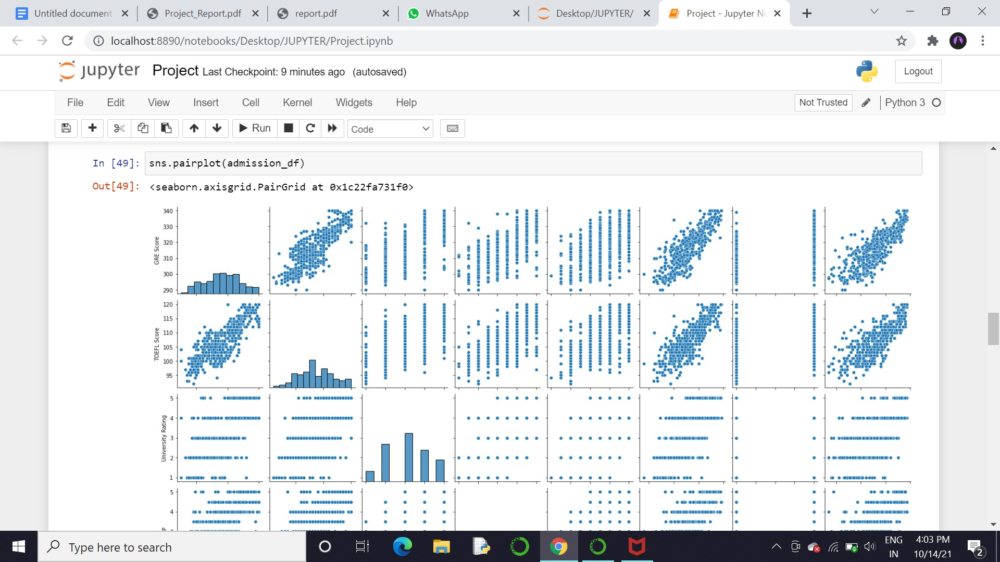 Untitled document
Project_Report.pdf
report.pdf
WhatsApp
Desktop/JUPYTER/
Project - Jupyter No
localhost:8890/notebooks/Desktop/JUPYTER/Project.ipynb
jupyter Project Last Checkpoint: 9 minutes ago (autosaved)
Logout
File Edit View Insert Cell Kernel Widgets Help
Not Trusted
Python 3
Run
Code
In [49]: sns.pairplot(admission_df)
Out[49]: <seaborn.axisgrid.PairGrid at 0x1c22fa731f0>
340
330
320
310
300
290
GRE Score
120
115
110
105
100
95
TOEFL Score
5
4
3
2
1
University Rating
5
4
Type here to search
ENG
IN
4:03 PM
10/14/21
2